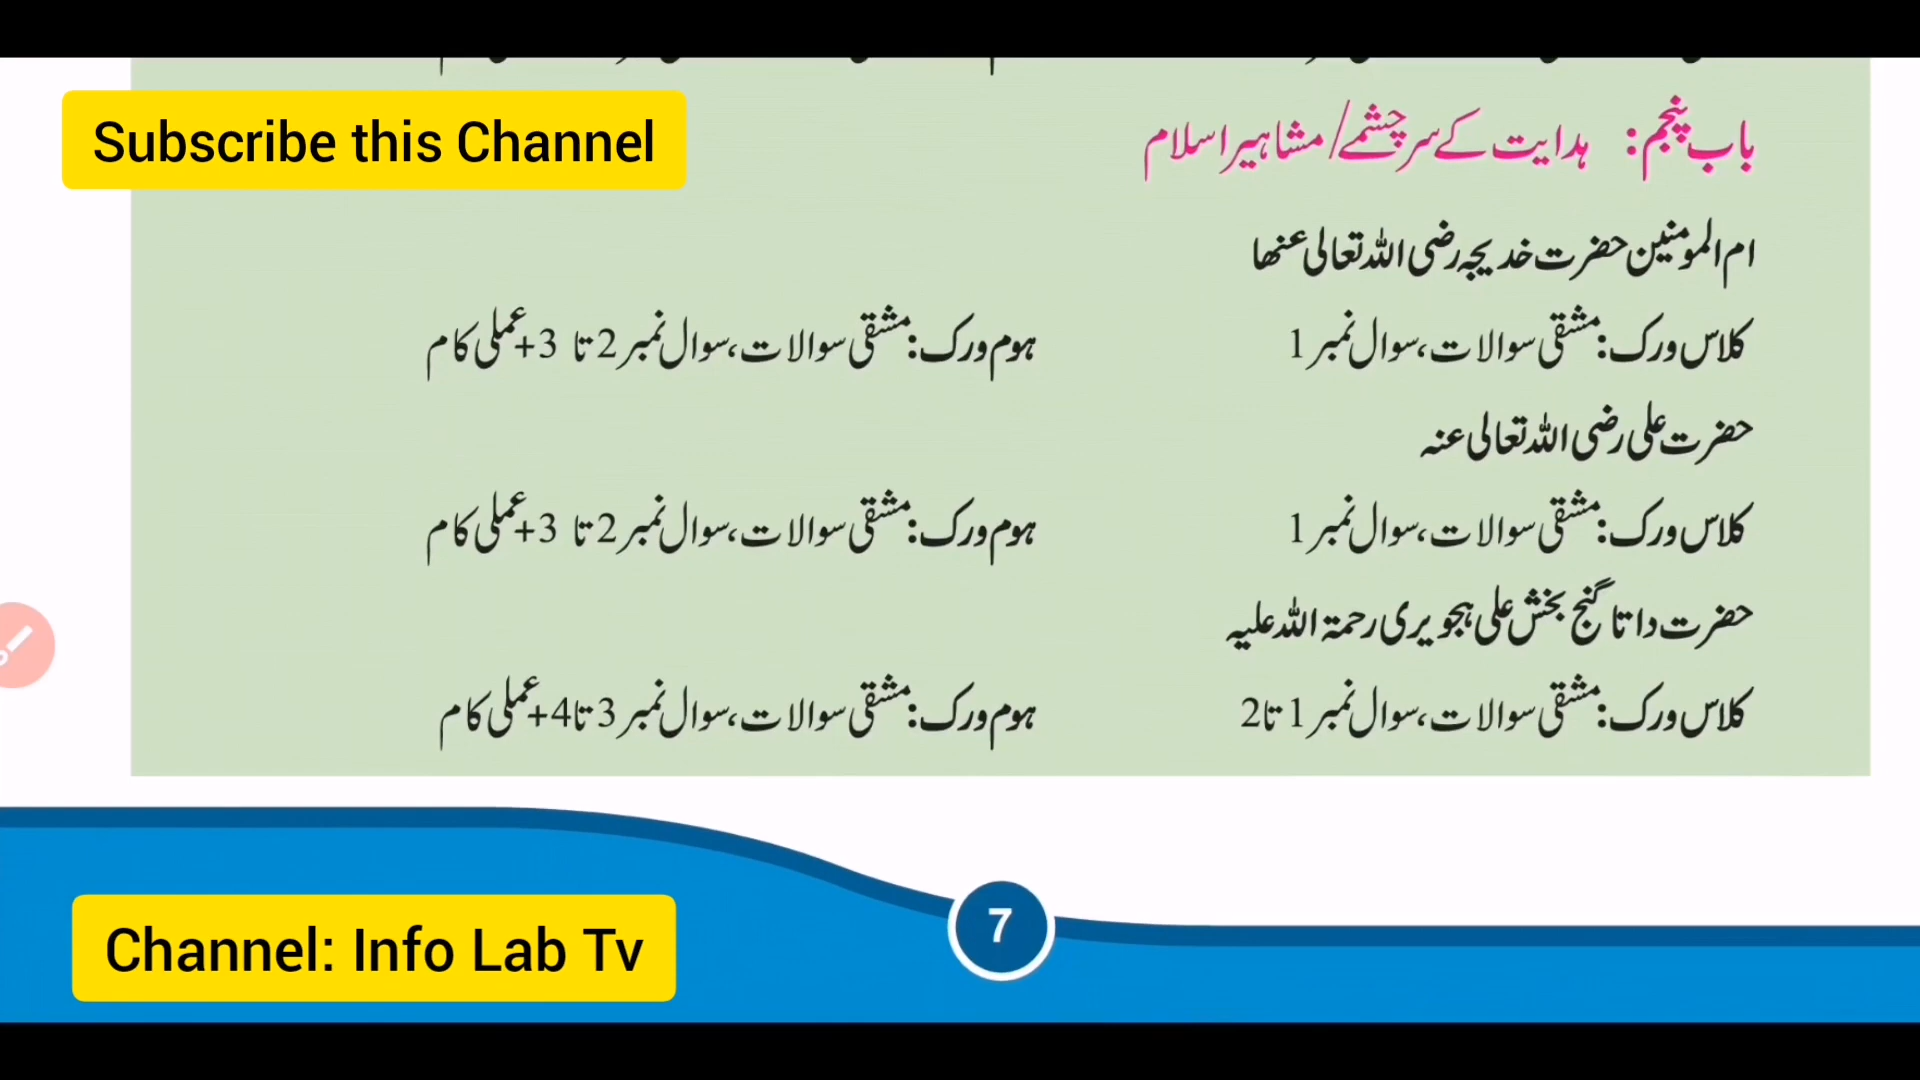 Subscribe this Channel
باب پنجم: ہدایت کے سرچشمے/مشاہیر اسلام
ام المومنین حضرت خدیجہ رضی اللہ تعالی عنھا
کلاس ورک: مشقی سوالات، سوال نمبر 1 ہوم ورک: مشقی سوالات، سوال نمبر 2 تا 3+عملی کام
حضرت علی رضی اللہ تعالی عنہ
کلاس ورک: مشقی سوالات، سوال نمبر 1 ہوم ورک: مشقی سوالات، سوال نمبر 2 تا 3+عملی کام
حضرت داتا گنج بخش علی ہجویری رحمۃ اللہ علیہ
کلاس ورک: مشقی سوالات، سوال نمبر 1 تا 2 ہوم ورک: مشقی سوالات، سوال نمبر 3 تا 4+عملی کام
7
Channel: Info Lab Tv